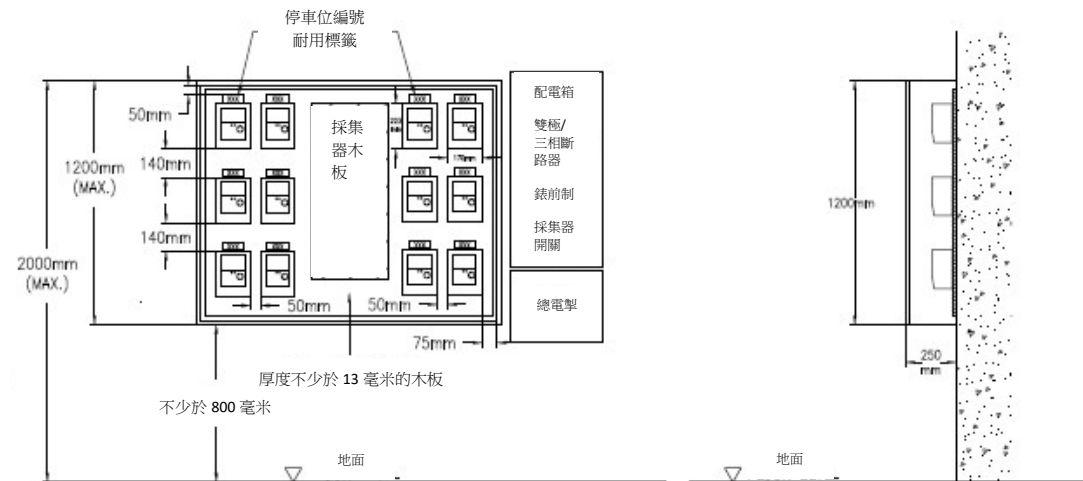 停車位編號
耐用標籤
50mm
1200mm
(MAX.)
140mm
140mm
2000mm
(MAX.)
採集
器木
板
170mm
50mm
50mm
75mm
配電箱
雙極/
三相斷
路器
錶前制
採集器
開關
總電掣
厚度不少於 13 毫米的木板
不少於 800 毫米
地面
1200mm
250
mm
地面